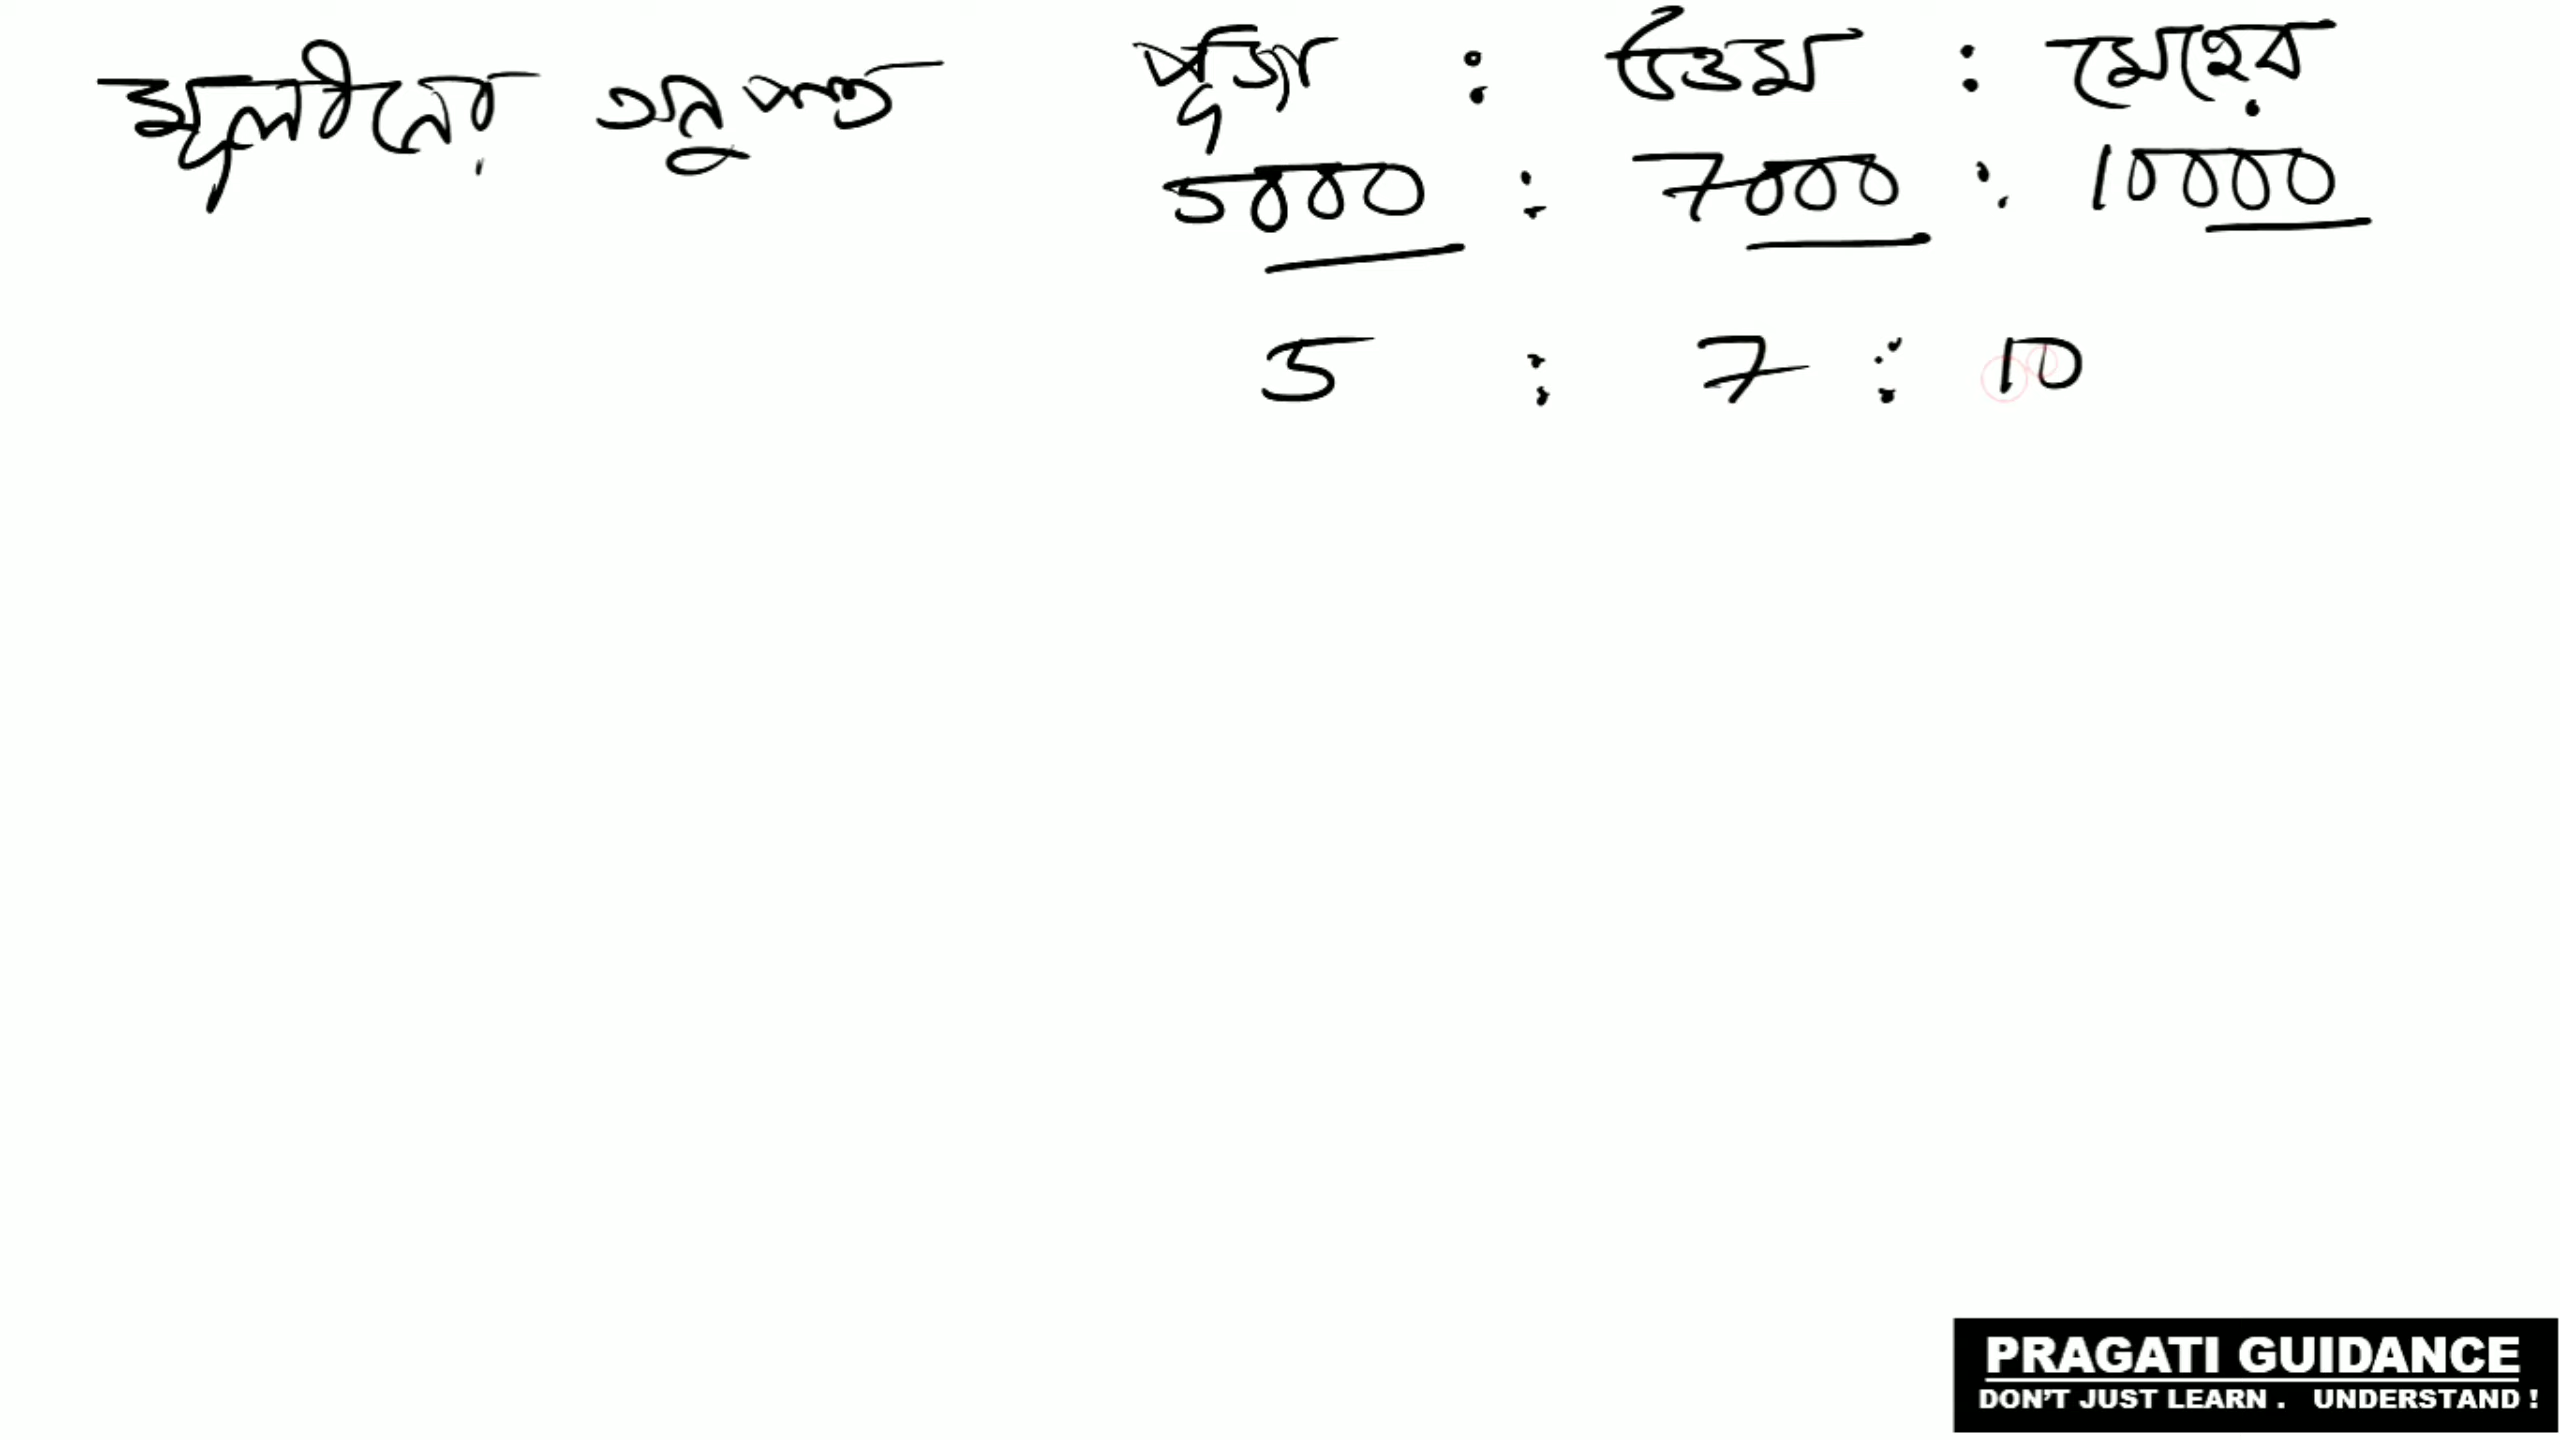 মূলধনের অনুপাত পূজা : উত্তম : মেহের
5000 : 7000 : 10000
5 : 7 : 10
PRAGATI GUIDANCE
DON'T JUST LEARN . UNDERSTAND !